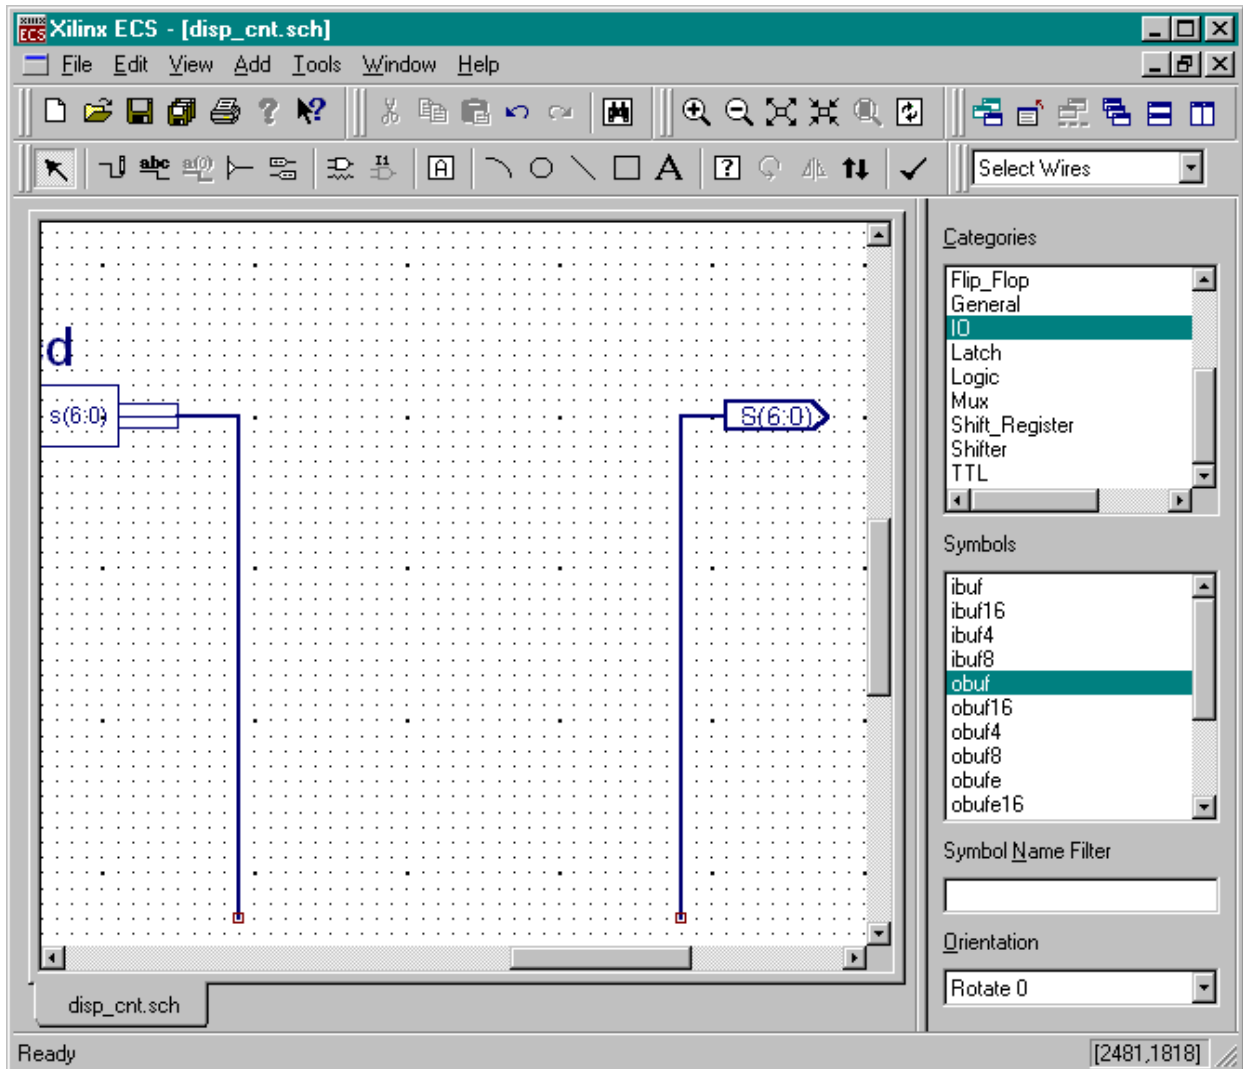 Xilinx ECS - [disp_cnt.sch]
File Edit View Add Tools Window Help
abc
A
A
Select Wires
Categories
Flip_Flop
General
IO
Latch
Logic
Mux
Shift_Register
Shifter
TTL
d
s(6:0)
S(6:0)
Symbols
ibuf
ibuf16
ibuf4
ibuf8
obuf
obuf16
obuf4
obuf8
obufe
obufe16
Symbol Name Filter
Orientation
Rotate 0
disp_cnt.sch
Ready
[2481,1818]